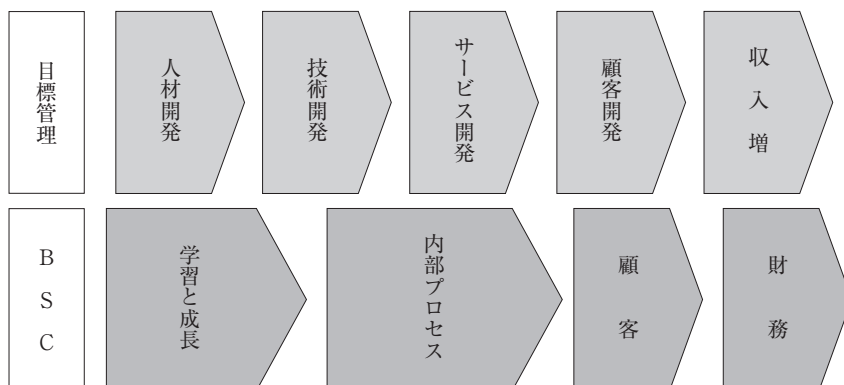 目標管理
人材開発
技術開発
サービス開発
顧客開発
収入増
BSC
学習と成長
内部プロセス
顧客
財務